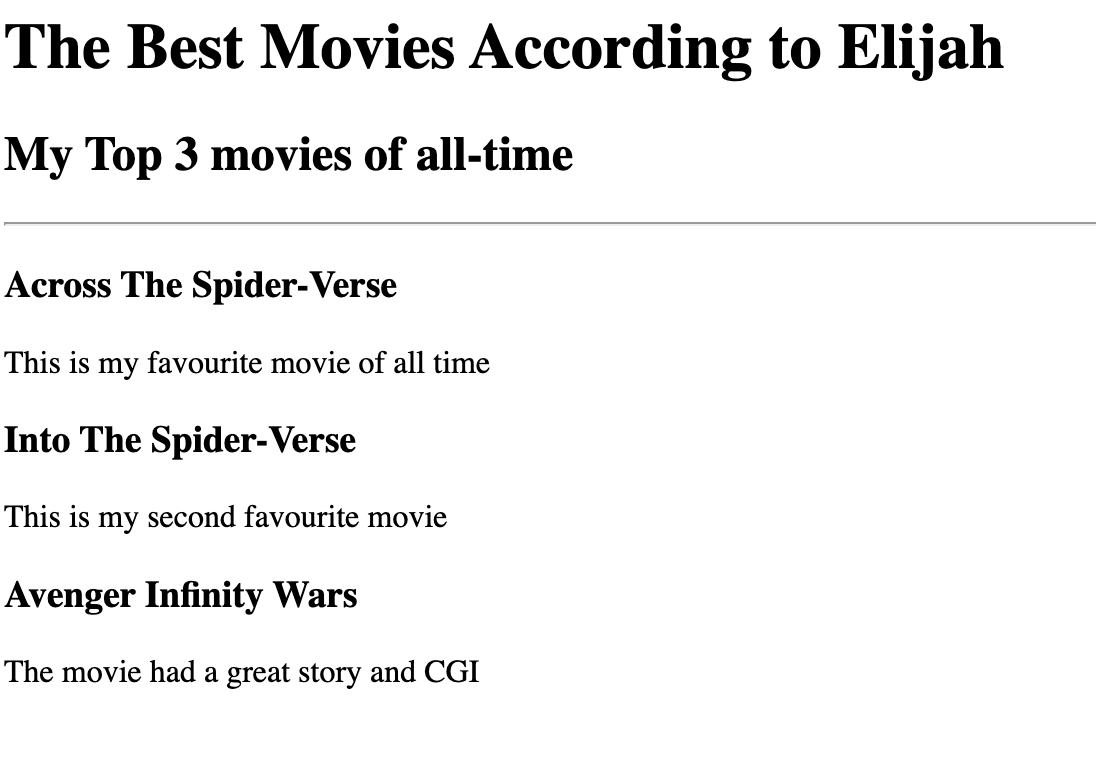 The Best Movies According to Elijah
My Top 3 movies of all-time
Across The Spider-Verse
This is my favourite movie of all time
Into The Spider-Verse
This is my second favourite movie
Avenger Infinity Wars
The movie had a great story and CGI